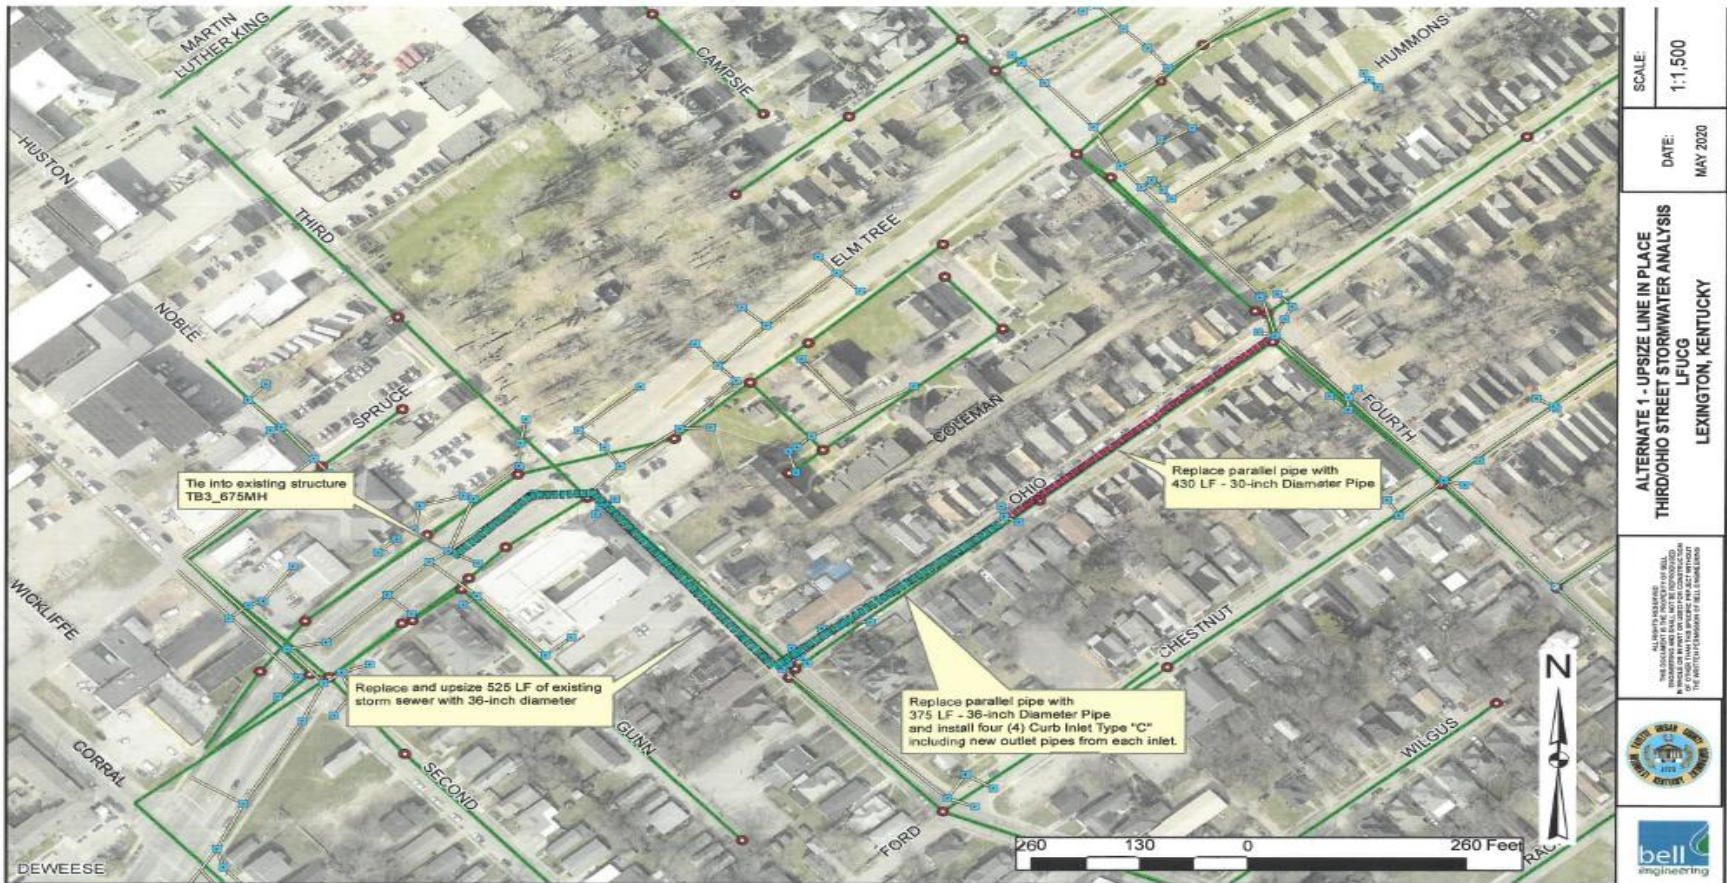 MARTIN
LUTHER KING
CAMPSIE
HUMMONS
HUSTON
THIRD
ELM TREE
NOBLE
SPRUCE
COLEMAN
FOURTH
OHIO
Tie into existing structure
TB3_675MH
Replace parallel pipe with
430 LF - 30-inch Diameter Pipe
WICKLIFFE
CHESTNUT
Replace and upsize 525 LF of existing
storm sewer with 36-inch diameter
Replace parallel pipe with
375 LF - 36-inch Diameter Pipe
and install four (4) Curb Inlet Type "C"
including new outlet pipes from each inlet.
GUNN
WILGUS
CORRAL
SECOND
FORD
DEWEESE
N
260 130 0 260 Feet
SCALE:
1:1,500
DATE:
MAY 2020
ALTERNATE 1 - UPSIZE LINE IN PLACE
THIRD/OHIO STREET STORMWATER ANALYSIS
LFUCG
LEXINGTON, KENTUCKY
ALL RIGHTS RESERVED
bell
engineering